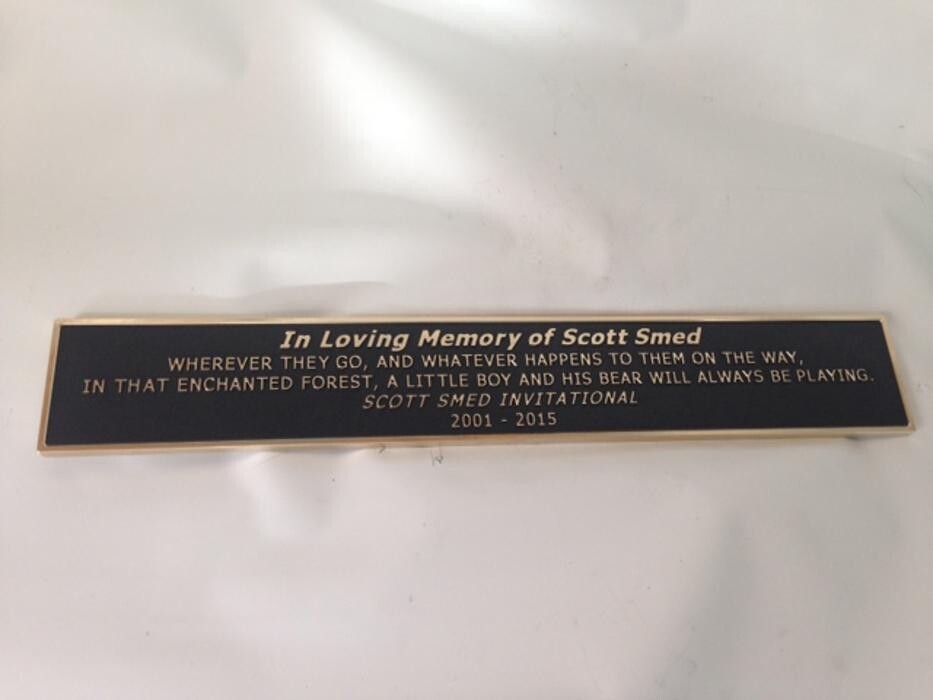 In Loving Memory of Scott Smed
WHEREVER THEY GO, AND WHATEVER HAPPENS TO THEM ON THE WAY,
IN THAT ENCHANTED FOREST, A LITTLE BOY AND HIS BEAR WILL ALWAYS BE PLAYING.
SCOTT SMED INVITATIONAL
2001 - 2015